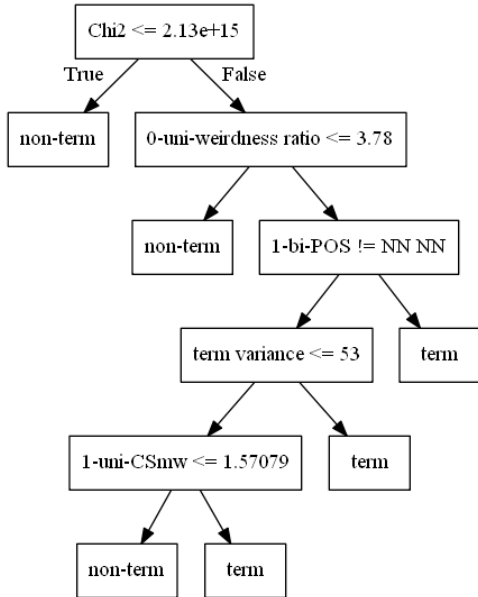 Chi2 <= 2.13e+15
True
False
non-term
0-uni-weirdness ratio <= 3.78
non-term
1-bi-POS != NN NN
term variance <= 53
term
1-uni-CSmw <= 1.57079
term
non-term
term